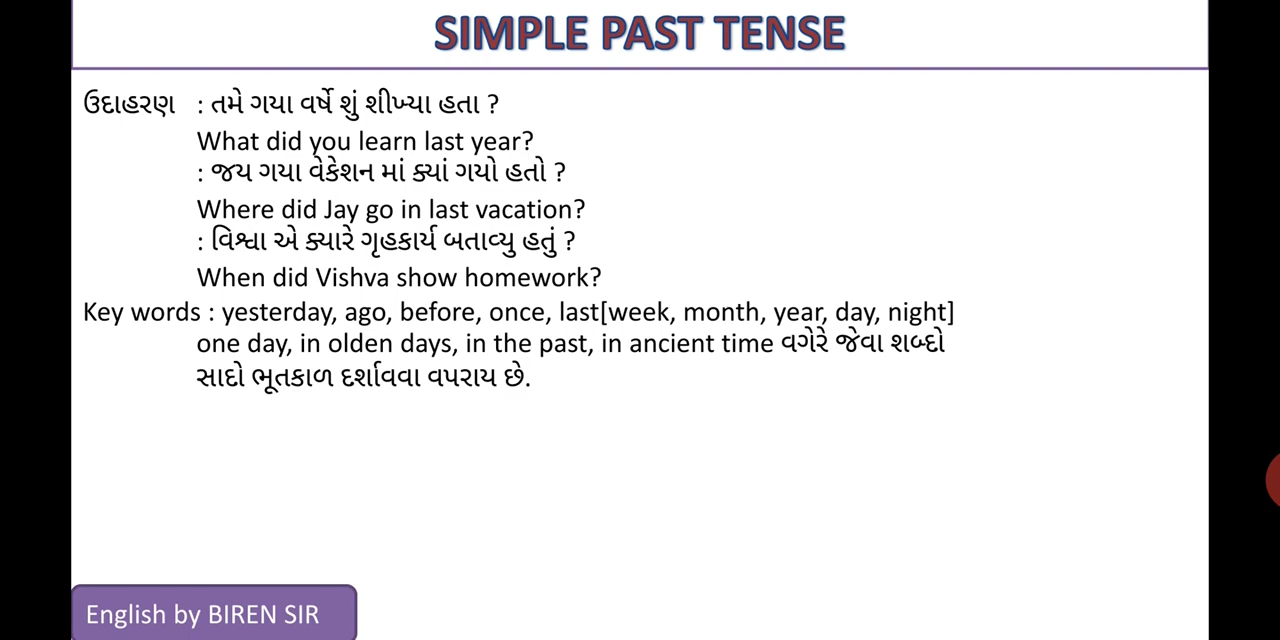 SIMPLE PAST TENSE
ઉદાહરણ : તમે ગયા વર્ષે શું શીખ્યા હતા ?
What did you learn last year?
: જય ગયા વેકેશન માં ક્યાં ગયો હતો ?
Where did Jay go in last vacation?
: વિશ્વા એ ક્યારે ગૃહકાર્ય બતાવ્યુ હતું ?
When did Vishva show homework?
Key words : yesterday, ago, before, once, last[week, month, year, day, night]
one day, in olden days, in the past, in ancient time વગેરે જેવા શબ્દો
સાદો ભૂતકાળ દર્શાવવા વપરાય છે.
English by BIREN SIR